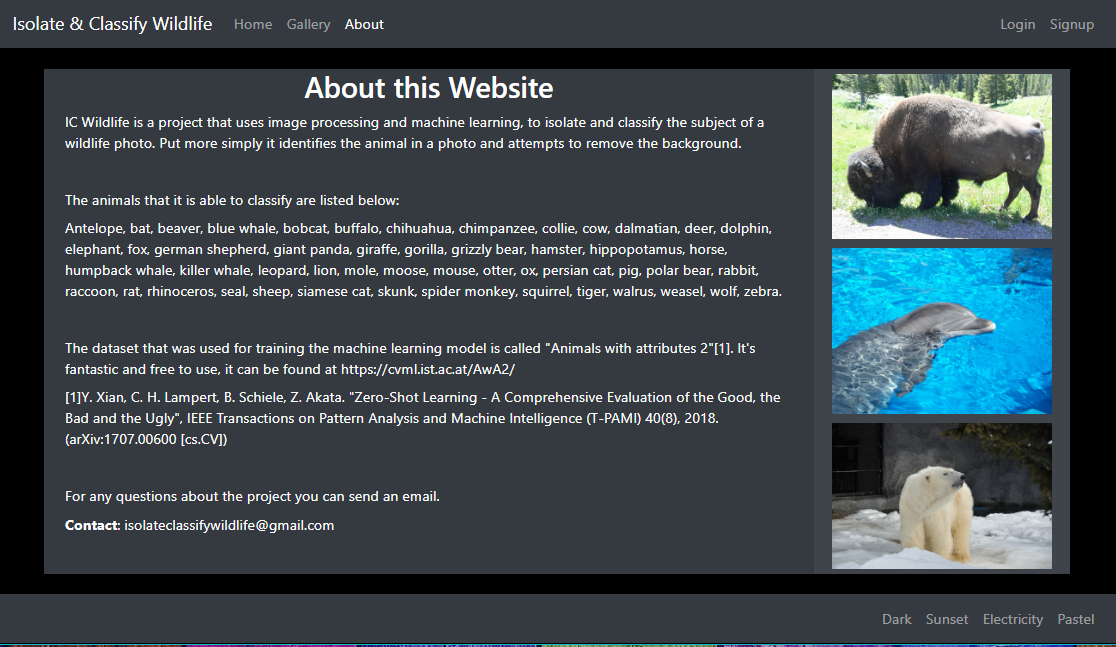 Isolate & Classify Wildlife Home Gallery About Login Signup
About this Website
IC Wildlife is a project that uses image processing and machine learning, to isolate and classify the subject of a
wildlife photo. Put more simply it identifies the animal in a photo and attempts to remove the background.
The animals that it is able to classify are listed below:
Antelope, bat, beaver, blue whale, bobcat, buffalo, chihuahua, chimpanzee, collie, cow, dalmatian, deer, dolphin,
elephant, fox, german shepherd, giant panda, giraffe, gorilla, grizzly bear, hamster, hippopotamus, horse,
humpback whale, killer whale, leopard, lion, mole, moose, mouse, otter, ox, persian cat, pig, polar bear, rabbit,
raccoon, rat, rhinoceros, seal, sheep, siamese cat, skunk, spider monkey, squirrel, tiger, walrus, weasel, wolf, zebra.
The dataset that was used for training the machine learning model is called "Animals with attributes 2"[1]. It's
fantastic and free to use, it can be found at https://cvml.ist.ac.at/AwA2/
[1]Y. Xian, C. H. Lampert, B. Schiele, Z. Akata. "Zero-Shot Learning - A Comprehensive Evaluation of the Good, the
Bad and the Ugly", IEEE Transactions on Pattern Analysis and Machine Intelligence (T-PAMI) 40(8), 2018.
(arXiv:1707.00600 [cs.CV])
For any questions about the project you can send an email.
Contact: isolateclassifywildlife@gmail.com
Dark Sunset Electricity Pastel